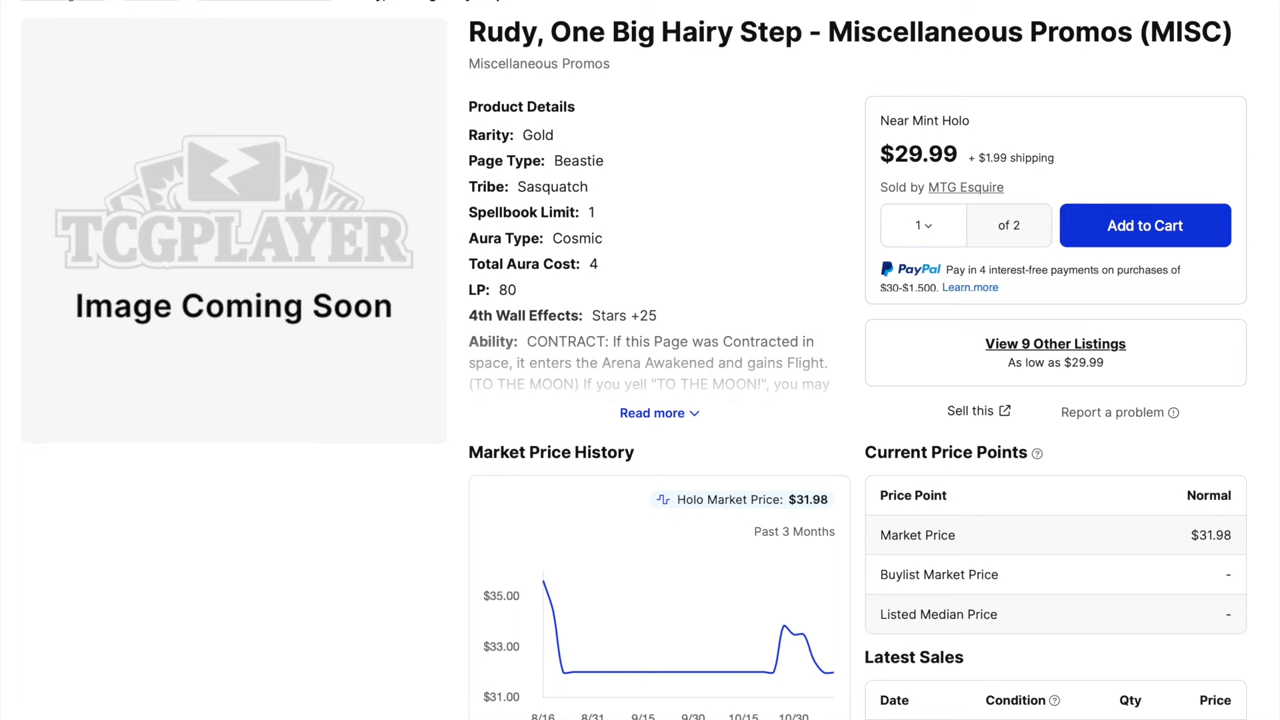 Rudy, One Big Hairy Step - Miscellaneous Promos (MISC)
Miscellaneous Promos
TCGPLAYER
Image Coming Soon
Product Details
Rarity: Gold
Page Type: Beastie
Tribe: Sasquatch
Spellbook Limit: 1
Aura Type: Cosmic
Total Aura Cost: 4
LP: 80
4th Wall Effects: Stars +25
Ability: CONTRACT: If this Page was Contracted in
space, it enters the Arena Awakened and gains Flight.
(TO THE MOON) If you yell "TO THE MOON!", you may
Read more
Near Mint Holo
$29.99 + $1.99 shipping
Sold by MTG Esquire
1 of 2 Add to Cart
PayPal Pay in 4 interest-free payments on purchases of
$30-$1,500. Learn.more
View 9 Other Listings
As low as $29.99
Sell this Report a problem
Market Price History
Holo Market Price: $31.98
Past 3 Months
$35.00
$33.00
$31.00
8/16 8/31 9/15 9/30 10/15 10/30
Current Price Points
Price Point Normal
Market Price $31.98
Buylist Market Price -
Listed Median Price -
Latest Sales
Date Condition Qty Price